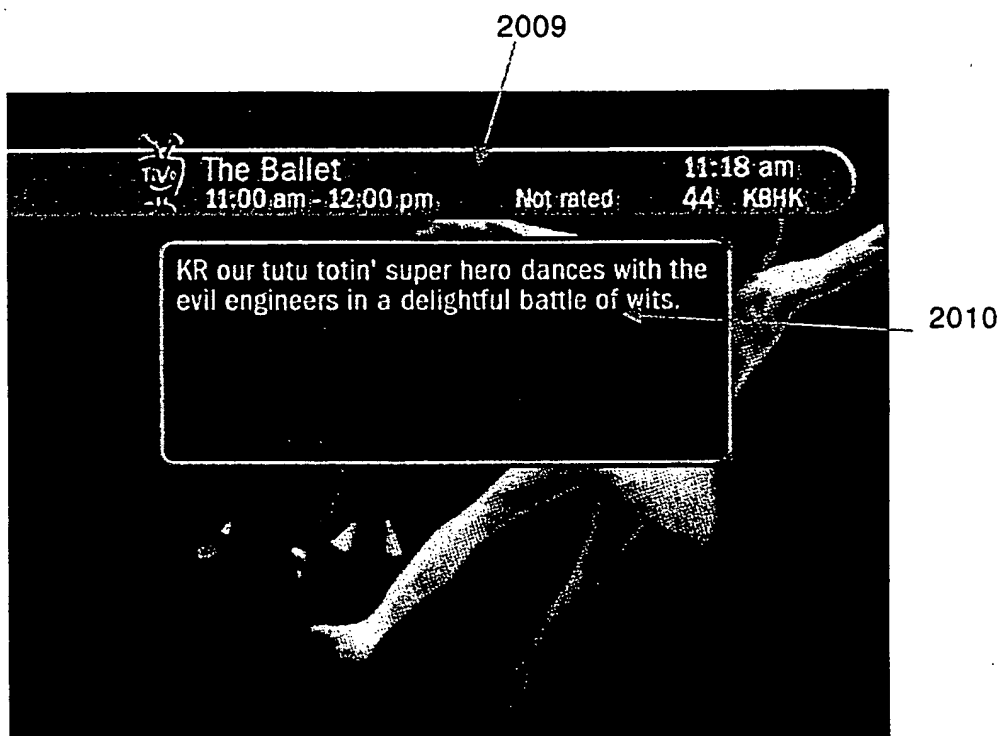 2009
TiVo The Ballet 11:18 am
11:00 am - 12:00 pm Not rated 44 KBHK
KR our tutu totin' super hero dances with the
evil engineers in a delightful battle of wits.
2010